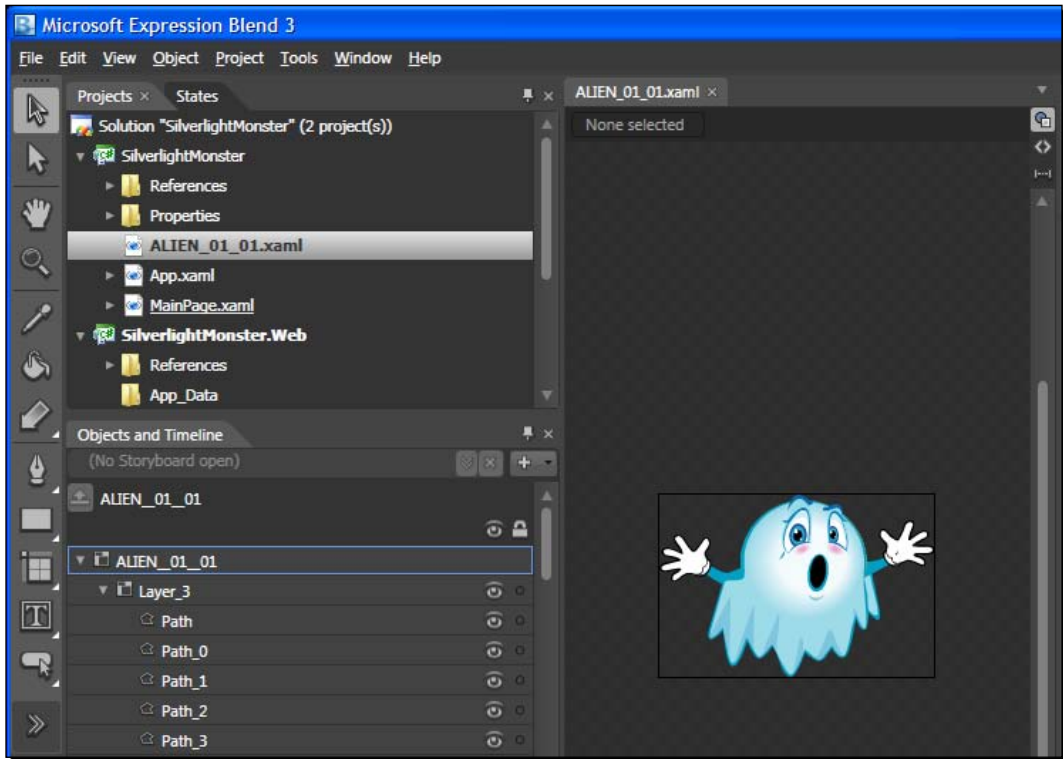 Microsoft Expression Blend 3
File Edit View Object Project Tools Window Help
Projects × States
Solution "SilverlightMonster" (2 project(s))
SilverlightMonster
References
Properties
ALIEN_01_01.xaml
App.xaml
MainPage.xaml
SilverlightMonster.Web
References
App_Data
Objects and Timeline
(No Storyboard open)
ALIEN__01__01
ALIEN__01__01
Layer_3
Path
Path_0
Path_1
Path_2
Path_3
ALIEN_01_01.xaml ×
None selected